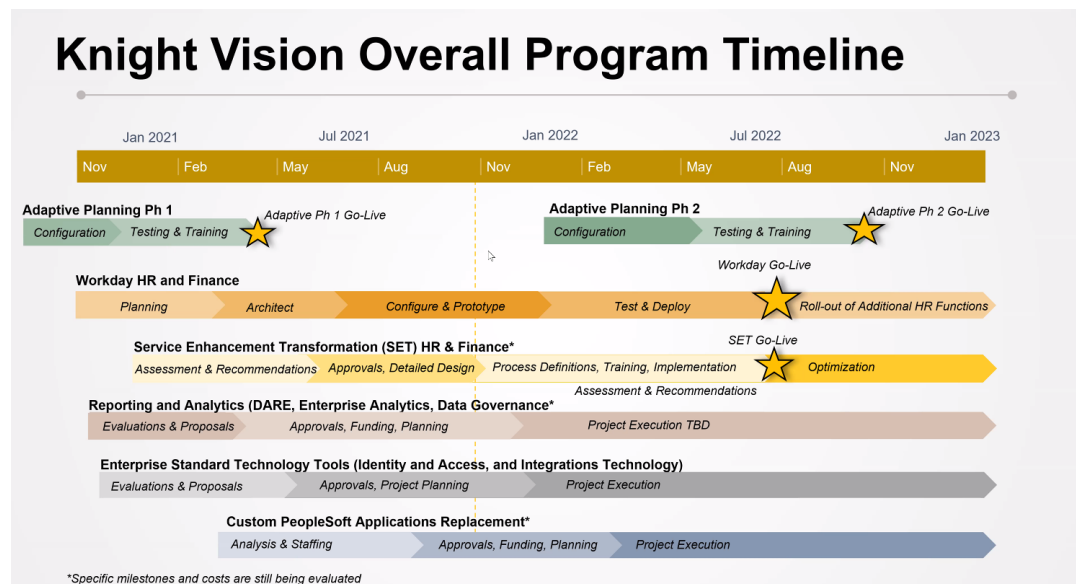 Knight Vision Overall Program Timeline
Jan 2021 Jul 2021 Jan 2022 Jul 2022 Jan 2023
Nov Feb May Aug Nov Feb May Aug Nov
Adaptive Planning Ph 1
Adaptive Ph 1 Go-Live
Configuration Testing & Training
Adaptive Planning Ph 2
Adaptive Ph 2 Go-Live
Configuration Testing & Training
Workday Go-Live
Workday HR and Finance
Planning Architect Configure & Prototype Test & Deploy Roll-out of Additional HR Functions
SET Go-Live
Service Enhancement Transformation (SET) HR & Finance*
Assessment & Recommendations Approvals, Detailed Design Process Definitions, Training, Implementation Optimization
Assessment & Recommendations
Reporting and Analytics (DARE, Enterprise Analytics, Data Governance*
Evaluations & Proposals Approvals, Funding, Planning Project Execution TBD
Enterprise Standard Technology Tools (Identity and Access, and Integrations Technology)
Evaluations & Proposals Approvals, Project Planning Project Execution
Custom PeopleSoft Applications Replacement*
Analysis & Staffing Approvals, Funding, Planning Project Execution
*Specific milestones and costs are still being evaluated